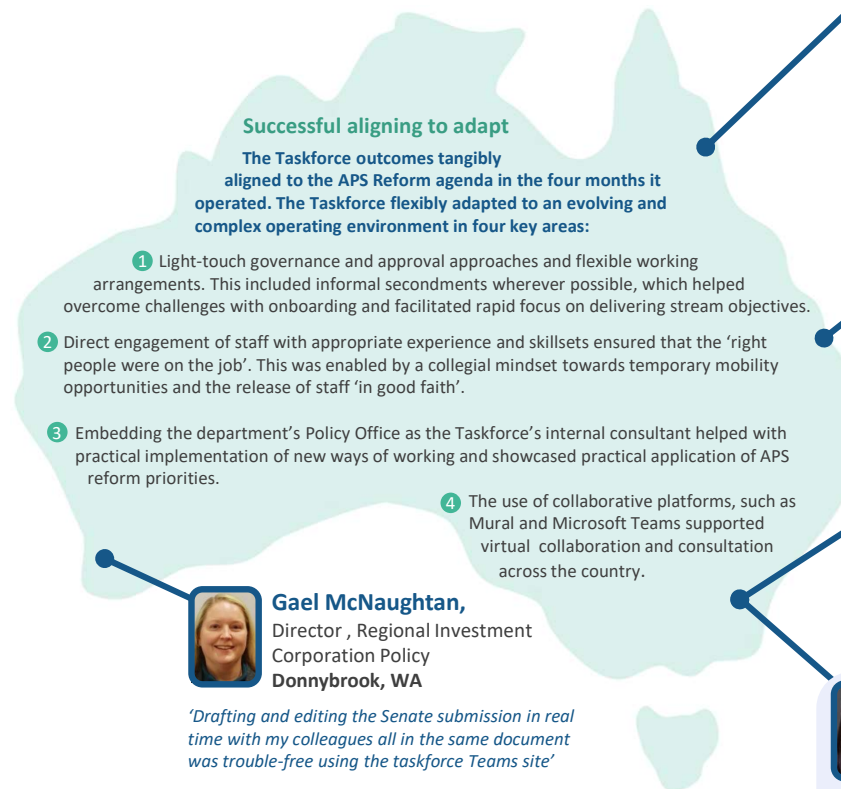 Successful aligning to adapt
The Taskforce outcomes tangibly
aligned to the APS Reform agenda in the four months it
operated. The Taskforce flexibly adapted to an evolving and
complex operating environment in four key areas:
1 Light-touch governance and approval approaches and flexible working
arrangements. This included informal secondments wherever possible, which helped
overcome challenges with onboarding and facilitated rapid focus on delivering stream objectives.
2 Direct engagement of staff with appropriate experience and skillsets ensured that the ‘right
people were on the job’. This was enabled by a collegial mindset towards temporary mobility
opportunities and the release of staff ‘in good faith’.
3 Embedding the department’s Policy Office as the Taskforce’s internal consultant helped with
practical implementation of new ways of working and showcased practical application of APS
reform priorities.
4 The use of collaborative platforms, such as
Mural and Microsoft Teams supported
virtual collaboration and consultation
across the country.
Gael McNaughtan,
Director , Regional Investment
Corporation Policy
Donnybrook, WA
‘Drafting and editing the Senate submission in real
time with my colleagues all in the same document
was trouble-free using the taskforce Teams site’